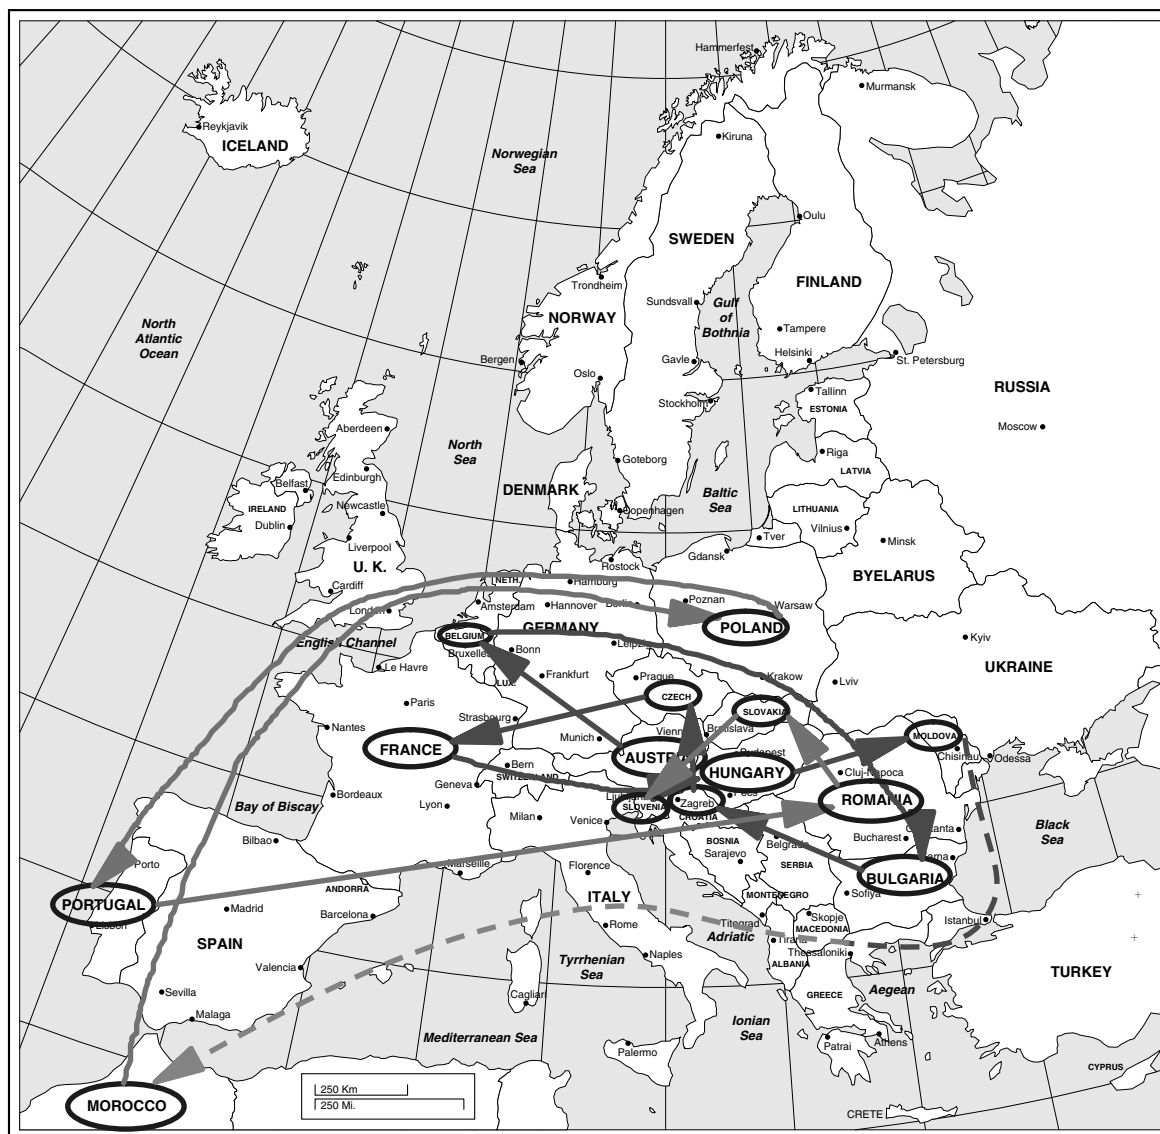 Hammerfest
Murmansk
Reykjavik
ICELAND
Kiruna
Norwegian
Sea
Oulu
SWEDEN
FINLAND
Trondheim
Sundsvall
Gulf
of
Bothnia
NORWAY
North
Atlantic
Ocean
Tampere
Helsinki
St. Petersburg
Bergen
Gavle
Oslo
RUSSIA
Tallinn
ESTONIA
Stockholm
Moscow
Aberdeen
North
Sea
Riga
LATVIA
Goteborg
Edinburgh
Belfast
DENMARK
Baltic
Sea
IRELAND
Newcastle
LITHUANIA
Copenhagen
Dublin
Vilnius
Tver
Minsk
Liverpool
Gdansk
U. K.
Rostock
BYELARUS
NETH.
Hamburg
Cardiff
Poznan
Warsaw
London
Amsterdam
Hannover
Berlin
GERMANY
POLAND
BELGIUM
English Channel
Kyiv
Bruxelles
Bonn
Leipzig
UKRAINE
Le Havre
LUX.
Frankfurt
Prague
Krakow
Lviv
CZECH
Paris
SLOVAKIA
Strasbourg
Nantes
Vienna
Bratislava
MOLDOVA
Munich
FRANCE
Budapest
Chisinau
Odessa
AUSTRIA
Bern
HUNGARY
Cluj-Napoca
SWITZERLAND
Geneva
Bordeaux
Ljubljana
Pecs
ROMANIA
Bay of Biscay
Lyon
SLOVENIA
Zagreb
CROATIA
Milan
Venice
Black
Sea
Constanta
Bilbao
BOSNIA
Belgrade
Bucharest
Sarajevo
Varna
Porto
Marseille
Florence
SERBIA
BULGARIA
ANDORRA
ITALY
MONTENEGRO
Sofiya
PORTUGAL
Madrid
Barcelona
Skopje
Istanbul
Lisbon
Rome
Titograd
MACEDONIA
SPAIN
Adriatic
Tirana
Thessaloniki
Naples
Tyrrhenian
Sea
ALBANIA
Valencia
TURKEY
Sevilla
Cagliari
GREECE
Aegean
Malaga
Ionian
Sea
Mediterranean Sea
Patrai
Athens
Palermo
CYPRUS
250 Km
250 Mi.
MOROCCO
CRETE